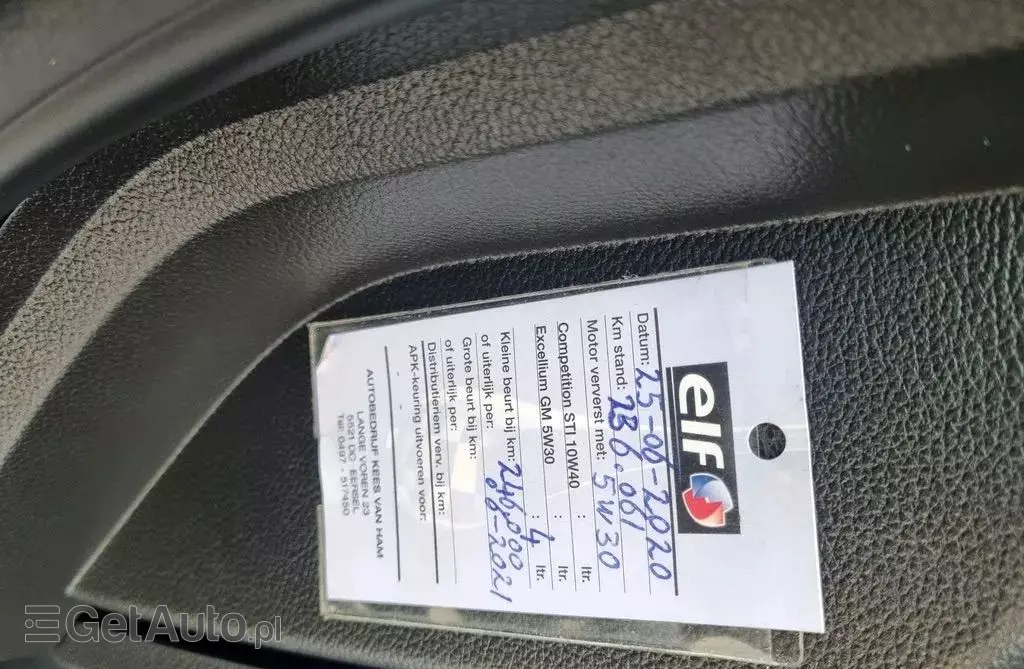 elf
Datum: 25-06-2020
Km stand: 236.061
Motor ververst met: 5W30
: ltr.
Competition STI 10W40 : ltr.
Excellium GM 5W30 : 4 ltr.
Kleine beurt bij km: 246.000
of uiterlijk per: 06-2021
Grote beurt bij km:
of uiterlijk per:
Distributieriem verv. bij km:
APK-keuring uitvoeren voor:
AUTOBEDRIJF KEES VAN HAM
LANGE VOREN 23
5521 DC EERSEL
Tel: 0497 - 517450
GetAuto.pl